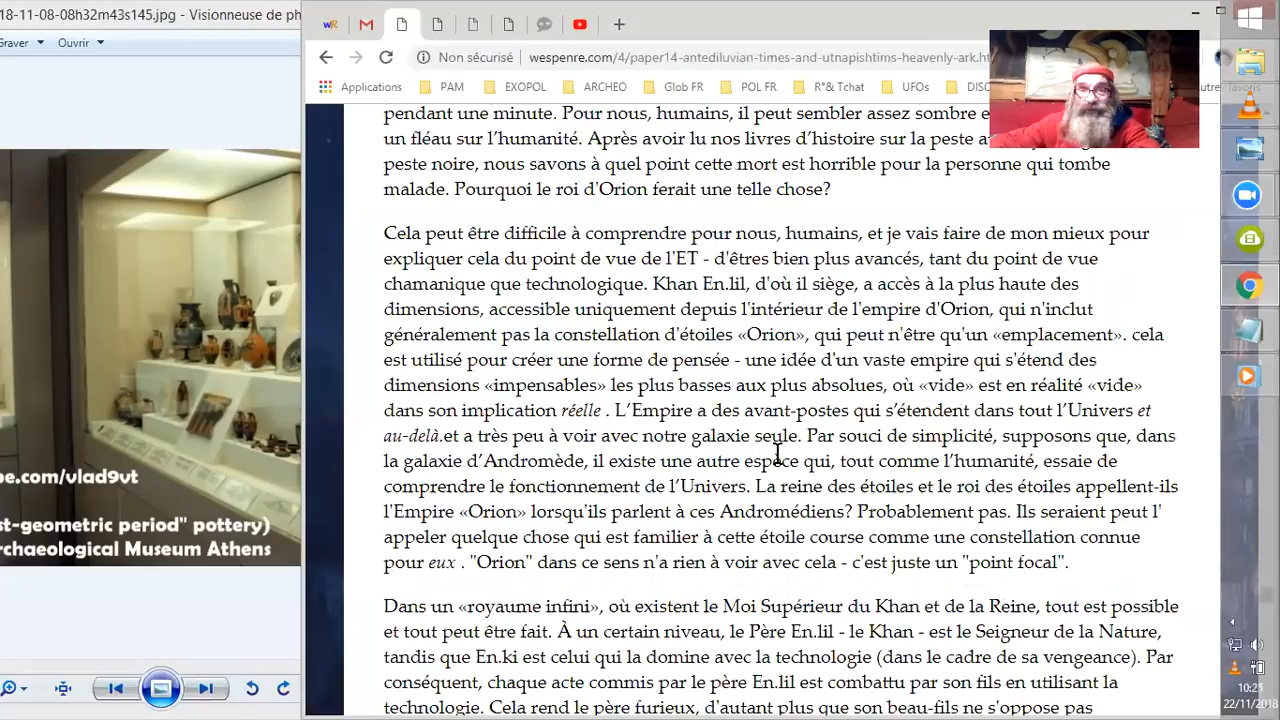 18-11-08-08h32m43s145.jpg - Visionneuse de ph
Graver
Ouvrir
be.com/vlad9vt
st-geometric period" pottery)
rchaeological Museum Athens
wR
Non sécurisé
wespenre.com/4/paper14-antediluvian-times-and-utnapishtims-heavenly-ark.ht
Applications
PAM
EXOPOL
ARCHEO
Glob FR
POL FR
R*& Tchat
UFOs
utres favoris
pendant une minute. Pour nous, humains, il peut sembler assez sombre
un fléau sur l'humanité. Après avoir lu nos livres d'histoire sur la peste
peste noire, nous savons à quel point cette mort est horrible pour la personne qui tombe
malade. Pourquoi le roi d'Orion ferait une telle chose?
Cela peut être difficile à comprendre pour nous, humains, et je vais faire de mon mieux pour
expliquer cela du point de vue de l'ET - d'êtres bien plus avancés, tant du point de vue
chamanique que technologique. Khan En.lil, d'où il siège, a accès à la plus haute des
dimensions, accessible uniquement depuis l'intérieur de l'empire d'Orion, qui n'inclut
généralement pas la constellation d'étoiles «Orion», qui peut n'être qu'un «emplacement». cela
est utilisé pour créer une forme de pensée - une idée d'un vaste empire qui s'étend des
dimensions «impensables» les plus basses aux plus absolues, où «vide» est en réalité «vide»
dans son implication réelle . L'Empire a des avant-postes qui s'étendent dans tout l'Univers et
au-delà.et a très peu à voir avec notre galaxie seule. Par souci de simplicité, supposons que, dans
la galaxie d'Andromède, il existe une autre espèce qui, tout comme l'humanité, essaie de
comprendre le fonctionnement de l'Univers. La reine des étoiles et le roi des étoiles appellent-ils
l'Empire «Orion» lorsqu'ils parlent à ces Andromédiens? Probablement pas. Ils seraient peut l'
appeler quelque chose qui est familier à cette étoile course comme une constellation connue
pour eux . "Orion" dans ce sens n'a rien à voir avec cela - c'est juste un "point focal".
Dans un «royaume infini», où existent le Moi Supérieur du Khan et de la Reine, tout est possible
et tout peut être fait. À un certain niveau, le Père En.lil - le Khan - est le Seigneur de la Nature,
tandis que En.ki est celui qui la domine avec la technologie (dans le cadre de sa vengeance). Par
conséquent, chaque acte commis par le père En.lil est combattu par son fils en utilisant la
technologie. Cela rend le père furieux, d'autant plus que son beau-fils ne s'oppose pas
10:23
22/11/2018